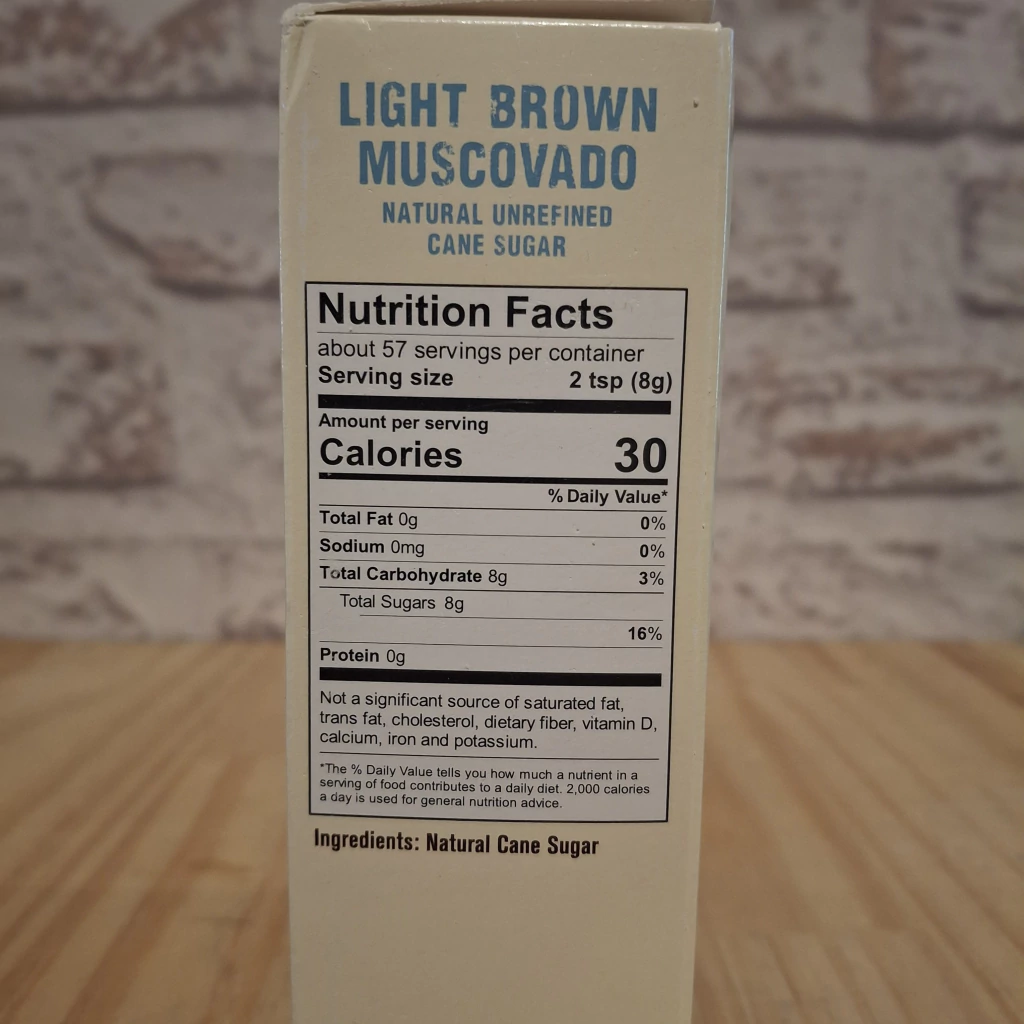 LIGHT BROWN
MUSCOVADO
NATURAL UNREFINED
CANE SUGAR
Nutrition Facts
about 57 servings per container
Serving size 2 tsp (8g)
Amount per serving
Calories 30
% Daily Value*
Total Fat 0g 0%
Sodium 0mg 0%
Total Carbohydrate 8g 3%
Total Sugars 8g
16%
Protein 0g
Not a significant source of saturated fat,
trans fat, cholesterol, dietary fiber, vitamin D,
calcium, iron and potassium.
*The % Daily Value tells you how much a nutrient in a
serving of food contributes to a daily diet. 2,000 calories
a day is used for general nutrition advice.
Ingredients: Natural Cane Sugar